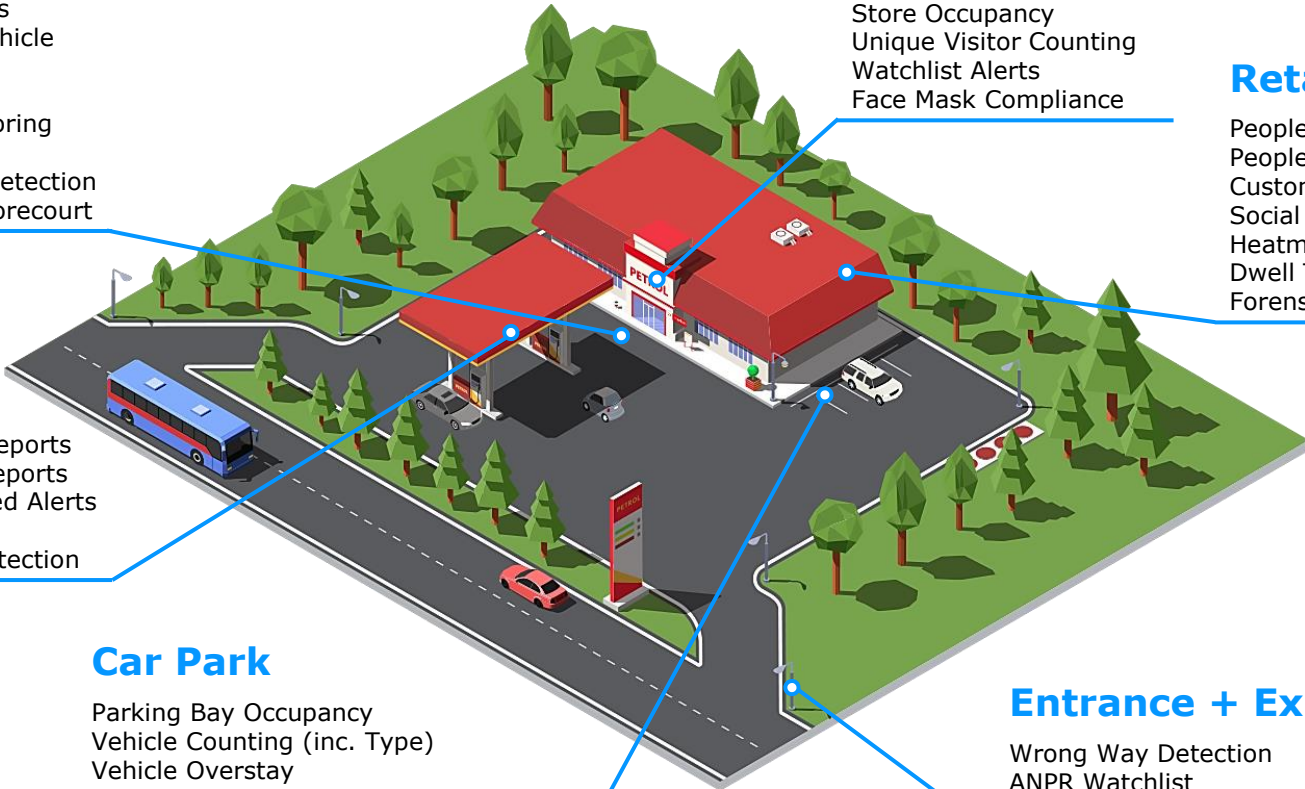 s
hicle
oring
etection
orecourt
Store Occupancy
Unique Visitor Counting
Watchlist Alerts
Face Mask Compliance
Reta
People
People
Custom
Social
Heatm
Dwell T
Forens
PETROL
eports
eports
ed Alerts
tection
PETROL
Car Park
Parking Bay Occupancy
Vehicle Counting (inc. Type)
Vehicle Overstay
Entrance + Ex
Wrong Way Detection
ANPR Watchlist